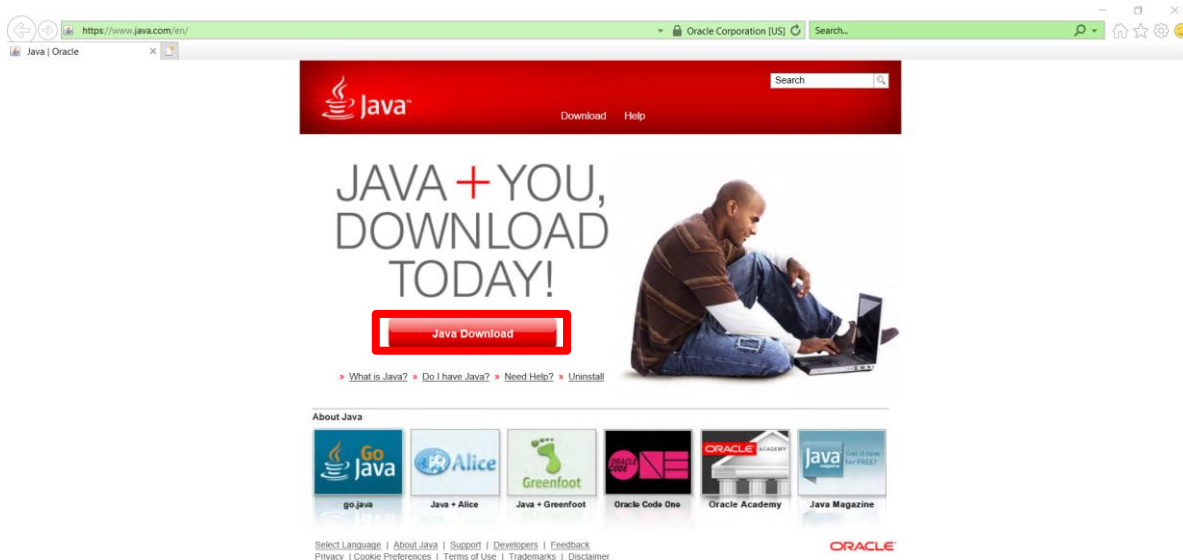 https://www.java.com/en/
Oracle Corporation [US]
Search...
Java | Oracle
Java
Search
Download Help
JAVA + YOU,
DOWNLOAD
TODAY!
Java Download
» What is Java? » Do I have Java? » Need Help? » Uninstall
About Java
Go Java
Alice
Greenfoot
ORACLE CODE ONE
ORACLE ACADEMY
Java magazine
Get it now for FREE!
go.java
Java + Alice
Java + Greenfoot
Oracle Code One
Oracle Academy
Java Magazine
Select Language | About Java | Support | Developers | Feedback
Privacy | Cookie Preferences | Terms of Use | Trademarks | Disclaimer
ORACLE